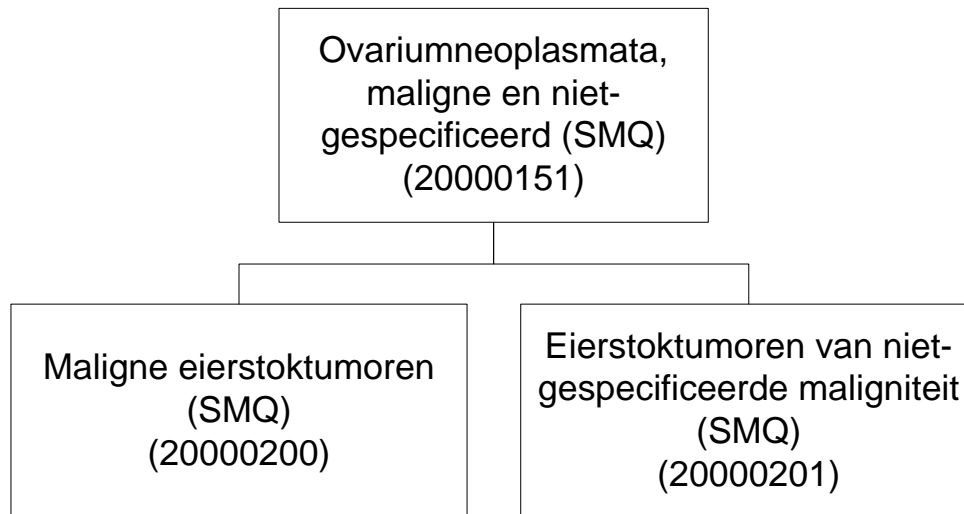 Ovariumneoplasmata,
maligne en niet-
gespecificeerd (SMQ)
(20000151)
Maligne eierstoktumoren
(SMQ)
(20000200)
Eierstoktumoren van niet-
gespecificeerde maligniteit
(SMQ)
(20000201)